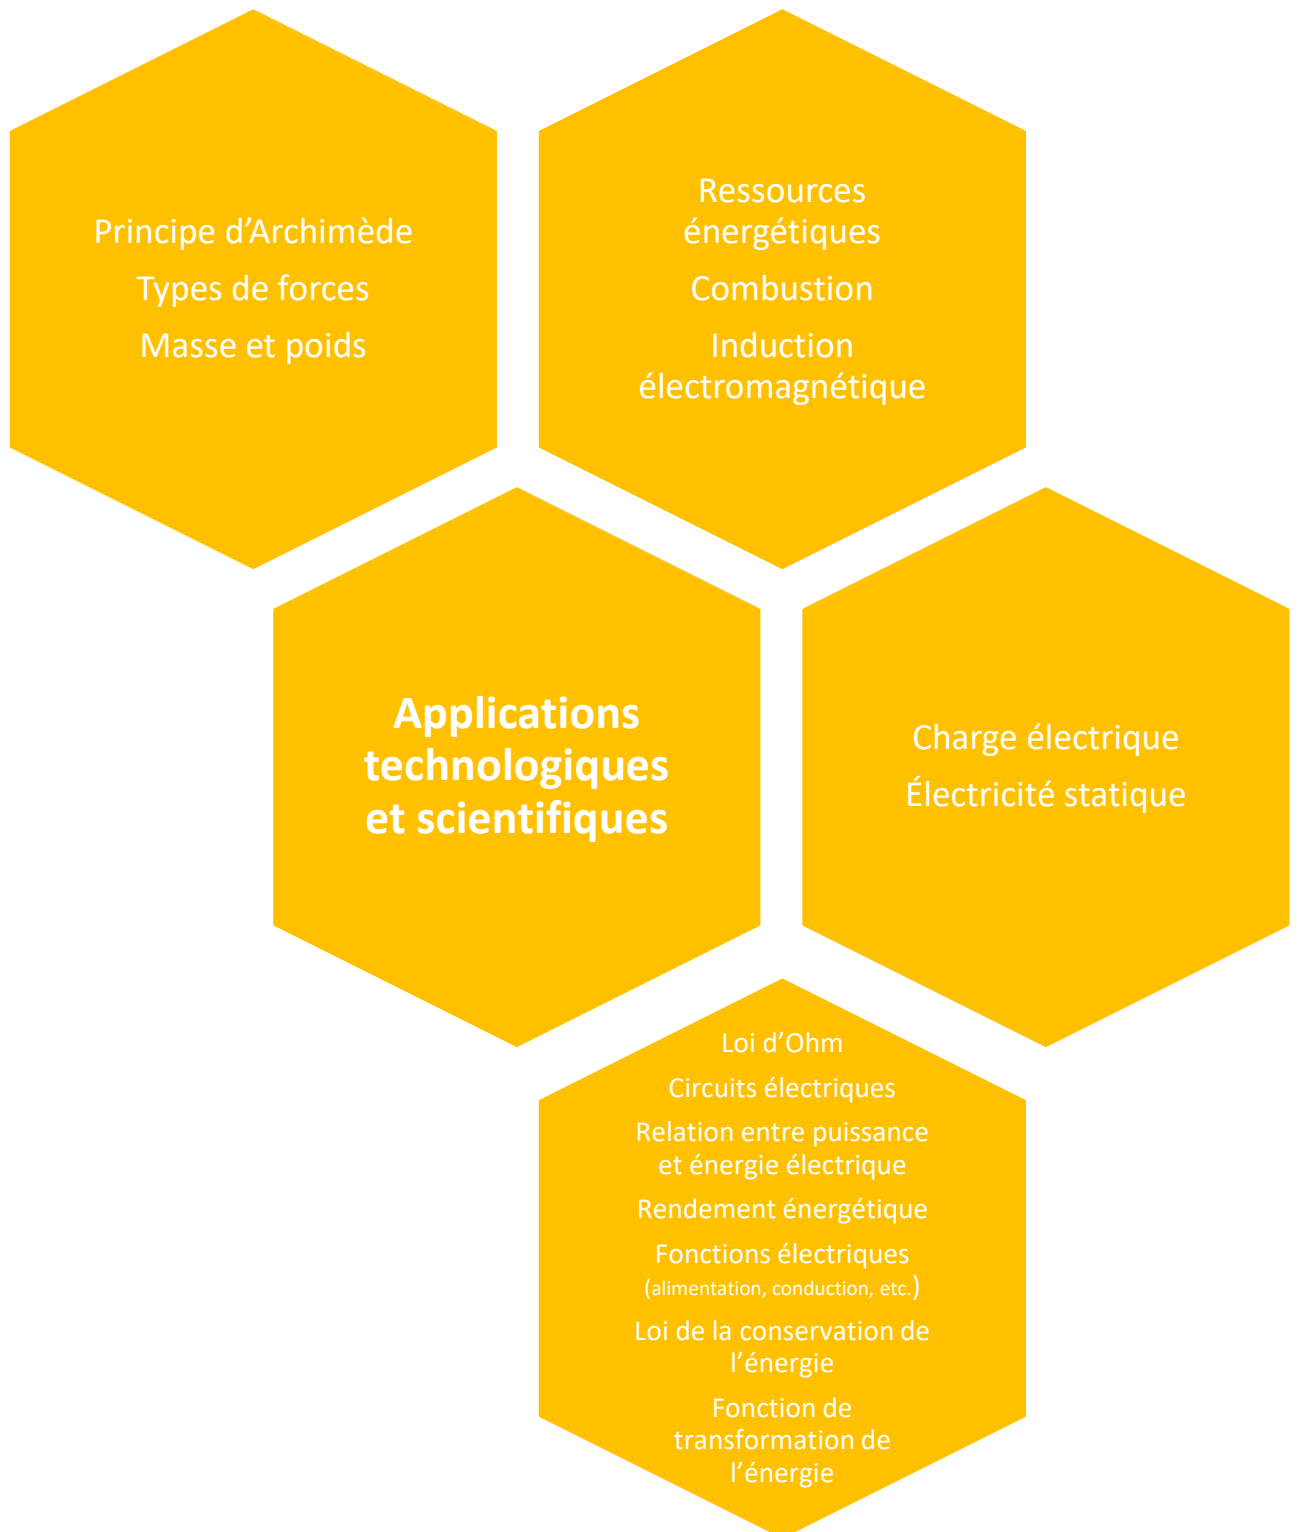 Principe d’Archimède
Types de forces
Masse et poids
Ressources
énergétiques
Combustion
Induction
électromagnétique
Applications
technologiques
et scientifiques
Charge électrique
Électricité statique
Loi d’Ohm
Circuits électriques
Relation entre puissance
et énergie électrique
Rendement énergétique
Fonctions électriques
(alimentation, conduction, etc.)
Loi de la conservation de
l’énergie
Fonction de
transformation de
l’énergie